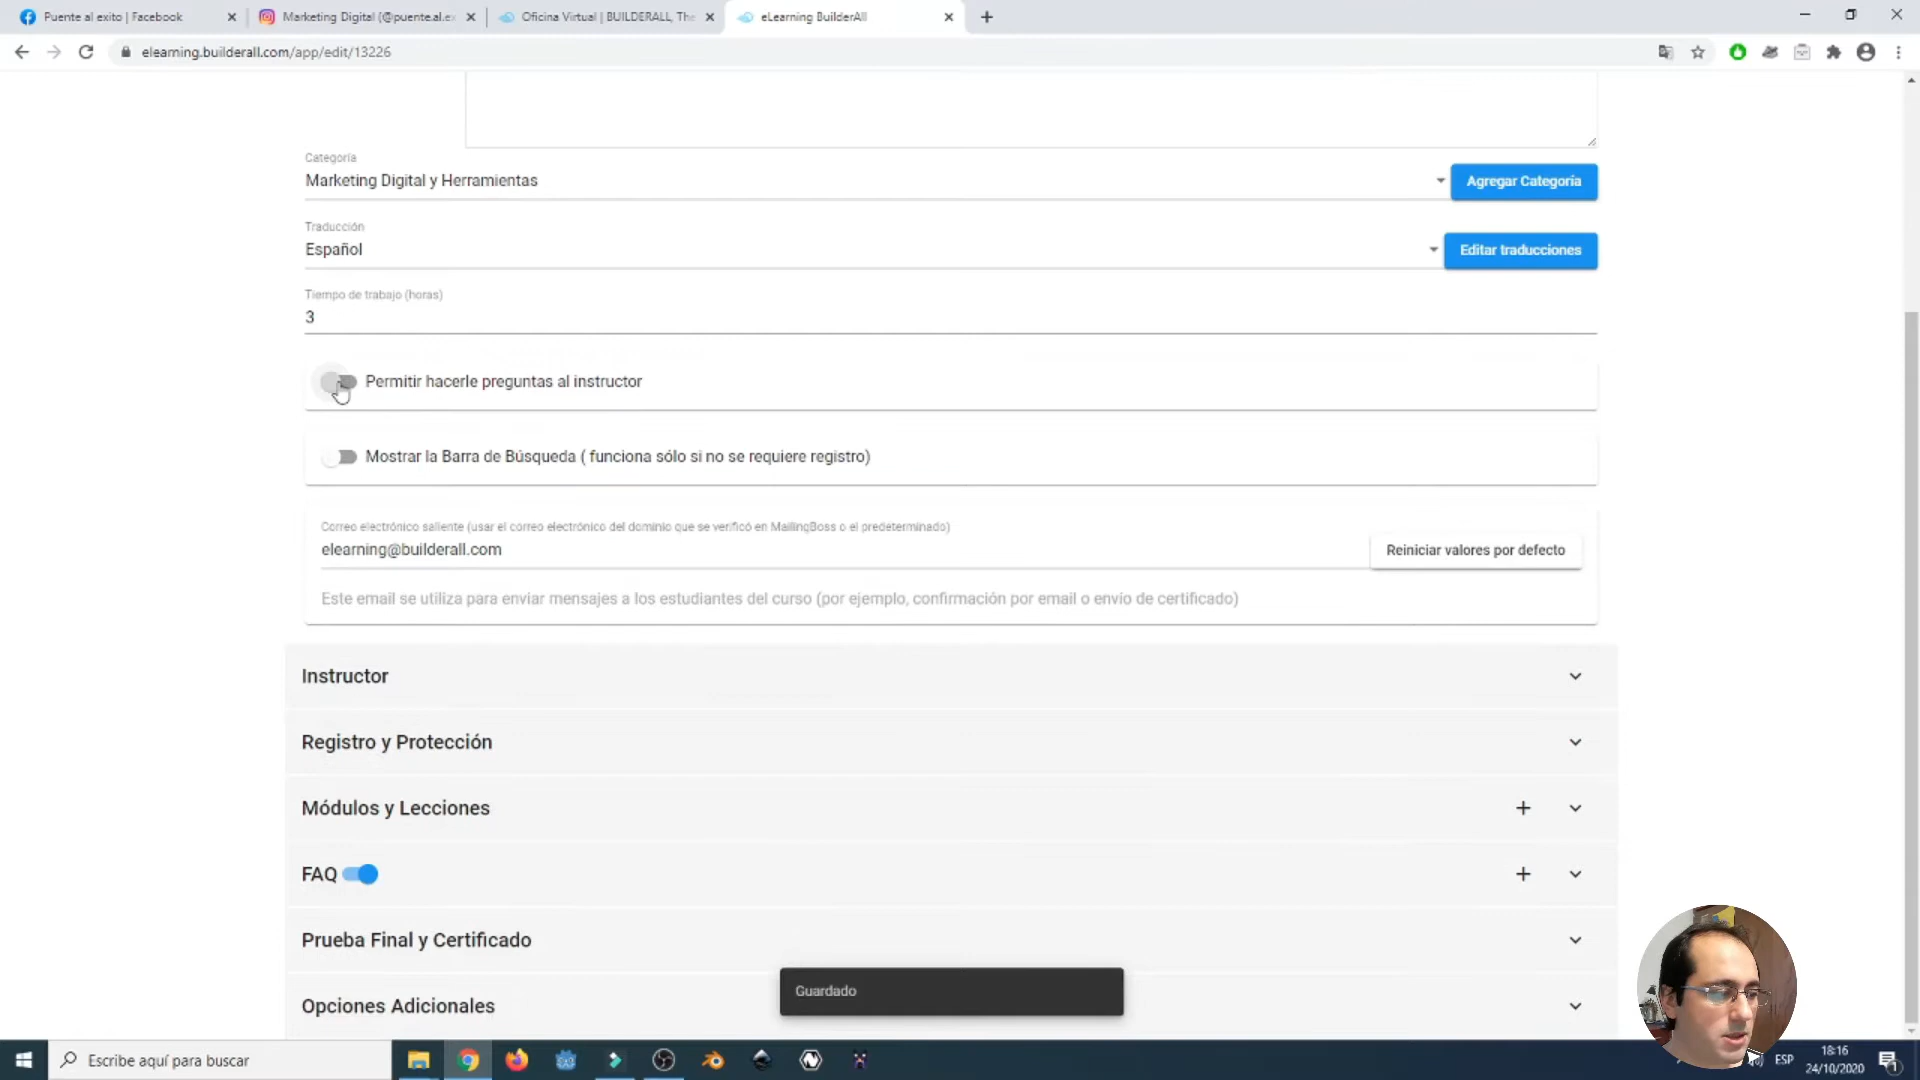 Puente al exito | Facebook
Marketing Digital (@puente.al.ex
Oficina Virtual | BUILDERALL, The
eLearning BuilderAll
elearning.builderall.com/app/edit/13226
Categoría
Marketing Digital y Herramientas
Agregar Categoría
Traducción
Español
Editar traducciones
Tiempo de trabajo (horas)
3
Permitir hacerle preguntas al instructor
Mostrar la Barra de Búsqueda ( funciona sólo si no se requiere registro)
Correo electrónico saliente (usar el correo electrónico del dominio que se verificó en MailingBoss o el predeterminado)
elearning@builderall.com
Reiniciar valores por defecto
Este email se utiliza para enviar mensajes a los estudiantes del curso (por ejemplo, confirmación por email o envío de certificado)
Instructor
Registro y Protección
Módulos y Lecciones
FAQ
Prueba Final y Certificado
Guardado
Opciones Adicionales
Escribe aquí para buscar
ESP
18:16
24/10/2020
1